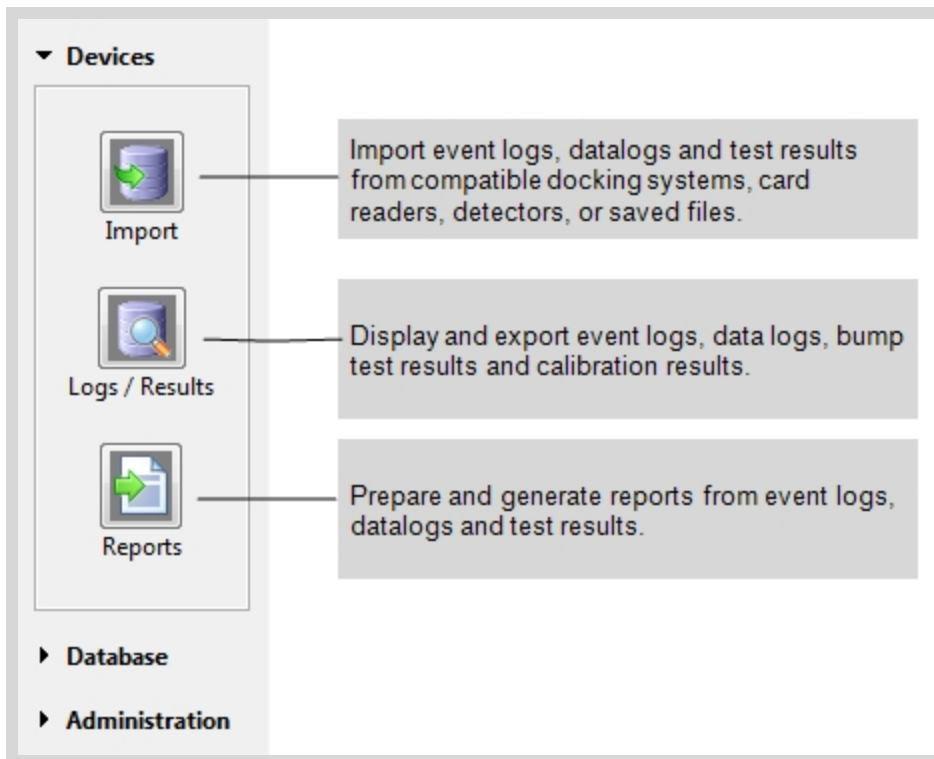 Devices
Import
Import event logs, datalogs and test results
from compatible docking systems, card
readers, detectors, or saved files.
Logs / Results
Display and export event logs, data logs, bump
test results and calibration results.
Reports
Prepare and generate reports from event logs,
datalogs and test results.
Database
Administration